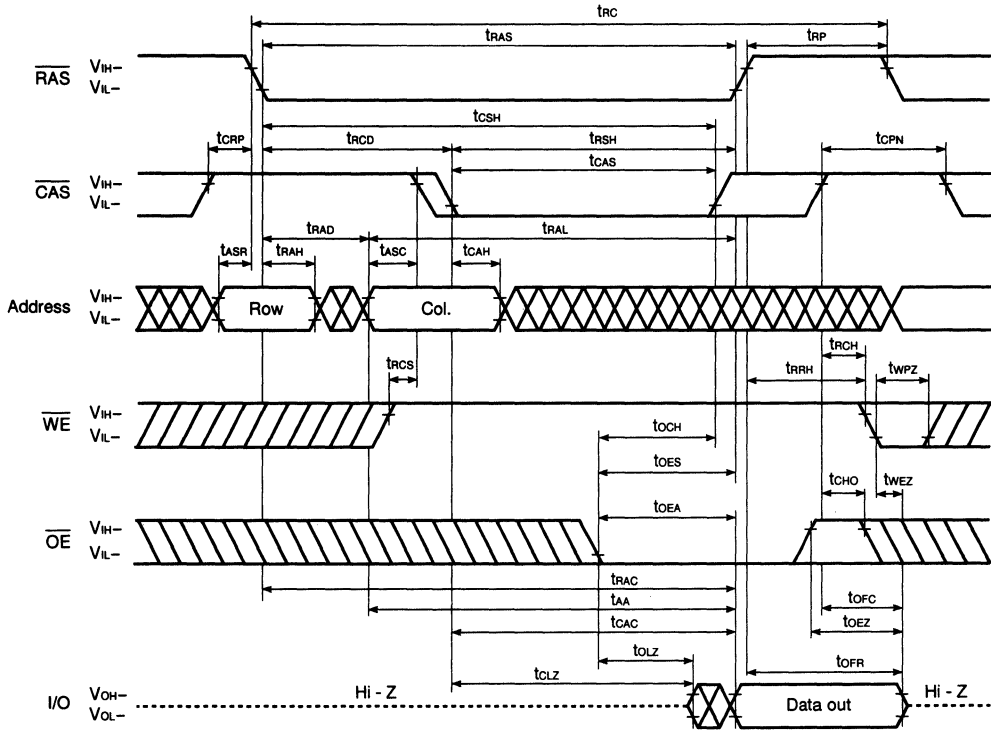 tRC
tRAS tRP
RAS VIH–
VIL–
tCSH
tCRP tRCD tRSH tCPN
tCAS
CAS VIH–
VIL–
tRAD tRAL
tASR tRAH tASC tCAH
Address VIH–
VIL–
Row Col.
tRCH
tRCS tRRH tWPZ
WE VIH–
VIL–
tOCH
tOES tCHO tWEZ
tOEA
OE VIH–
VIL–
tRAC
tAA tOFC
tCAC tOEZ
tOLZ
tCLZ tOFR
I/O VOH–
VOL–
Hi - Z Data out Hi - Z